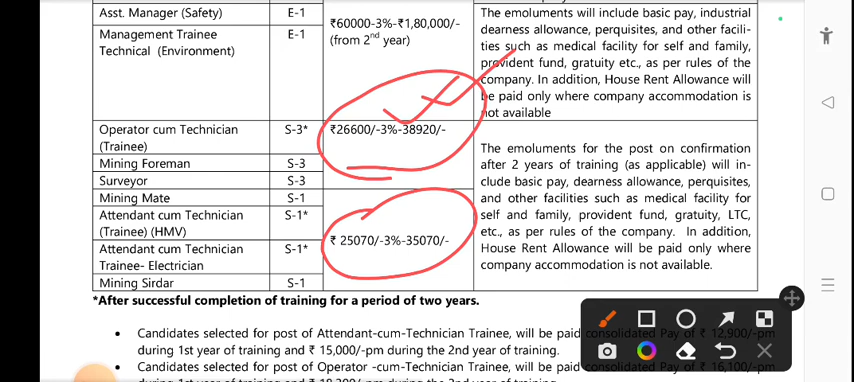 Asst. Manager (Safety) E-1
Management Trainee E-1
Technical (Environment)
₹60000-3%-₹1,80,000/-
(from 2nd year)
The emoluments will include basic pay, industrial
dearness allowance, perquisites, and other facili-
ties such as medical facility for self and family,
provident fund, gratuity etc., as per rules of the
company. In addition, House Rent Allowance will
be paid only where company accommodation is
not available
Operator cum Technician S-3* ₹26600/-3%-38920/-
(Trainee)
Mining Foreman S-3
Surveyor S-3
Mining Mate S-1
Attendant cum Technician S-1*
(Trainee) (HMV)
Attendant cum Technician S-1*
Trainee- Electrician
Mining Sirdar S-1
₹ 25070/-3%-35070/-
The emoluments for the post on confirmation
after 2 years of training (as applicable) will in-
clude basic pay, dearness allowance, perquisites,
and other facilities such as medical facility for
self and family, provident fund, gratuity, LTC,
etc., as per rules of the company. In addition,
House Rent Allowance will be paid only where
company accommodation is not available.
*After successful completion of training for a period of two years.
• Candidates selected for post of Attendant-cum-Technician Trainee, will be paid consolidated Pay of ₹ 12,900/-pm
during 1st year of training and ₹ 15,000/-pm during the 2nd year of training.
• Candidates selected for post of Operator -cum-Technician Trainee, will be paid consolidated Pay of ₹ 16,100/-pm